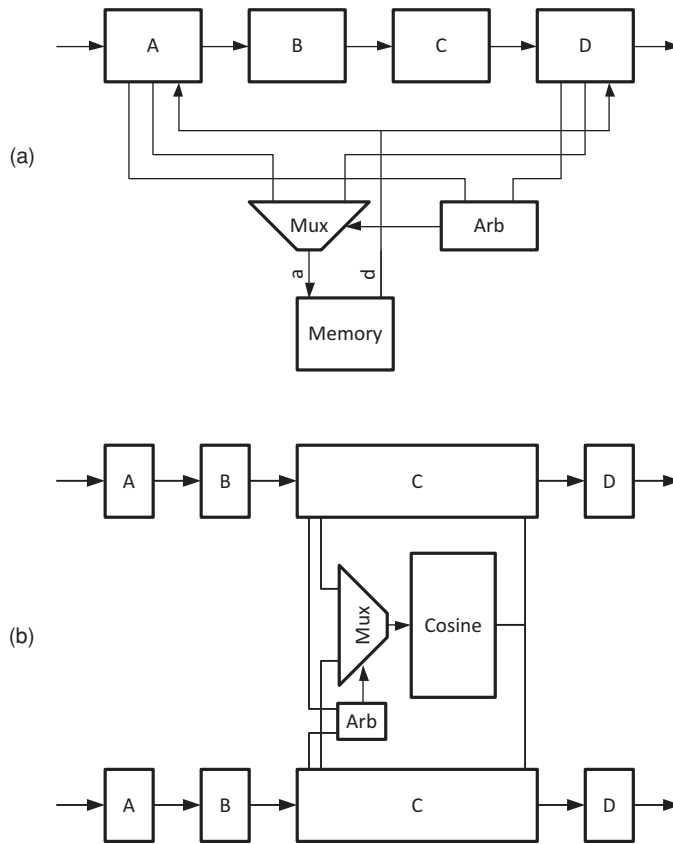 A B C D
(a)
Mux
Arb
a
d
Memory
A B C D
(b)
Mux
Cosine
Arb
A B C D